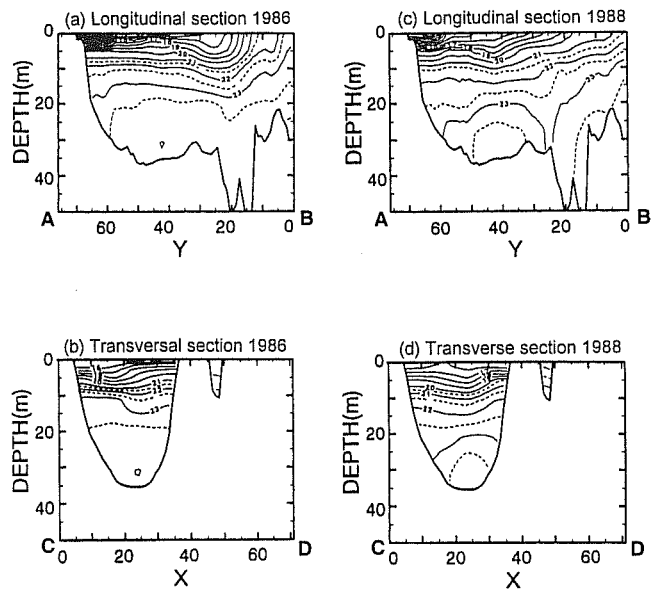 (a) Longitudinal section 1986
(c) Longitudinal section 1988
0
20
40
DEPTH(m)
A
60
40
20
0
B
Y
0
20
40
DEPTH(m)
A
60
40
20
0
B
Y
(b) Transversal section 1986
(d) Transverse section 1988
0
20
40
DEPTH(m)
C
0
20
40
60
D
X
0
20
40
DEPTH(m)
C
0
20
40
60
D
X